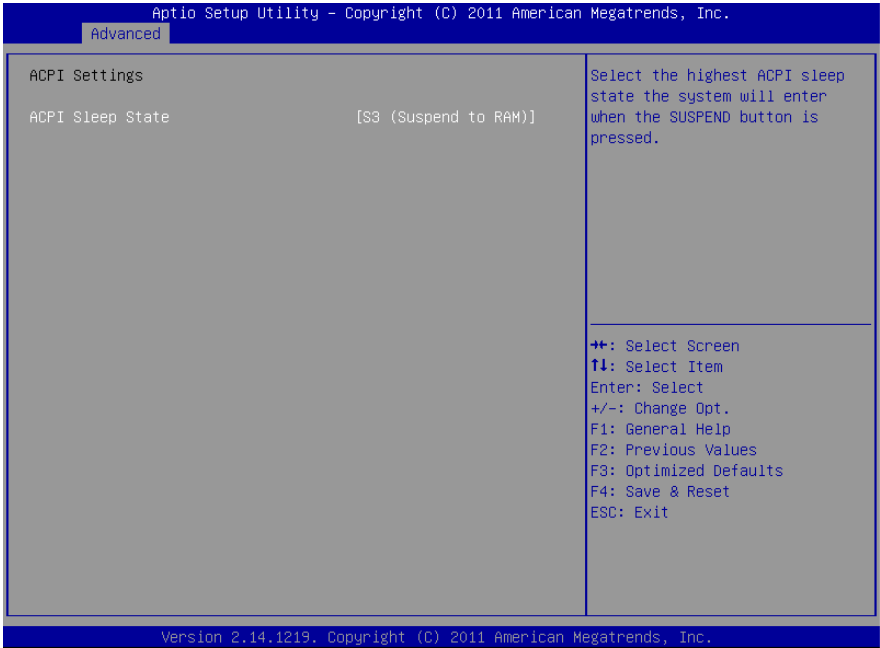 Aptio Setup Utility – Copyright (C) 2011 American Megatrends, Inc.
Advanced
ACPI Settings
ACPI Sleep State [S3 (Suspend to RAM)]
Select the highest ACPI sleep
state the system will enter
when the SUSPEND button is
pressed.
→←: Select Screen
↑↓: Select Item
Enter: Select
+/-: Change Opt.
F1: General Help
F2: Previous Values
F3: Optimized Defaults
F4: Save & Reset
ESC: Exit
Version 2.14.1219. Copyright (C) 2011 American Megatrends, Inc.